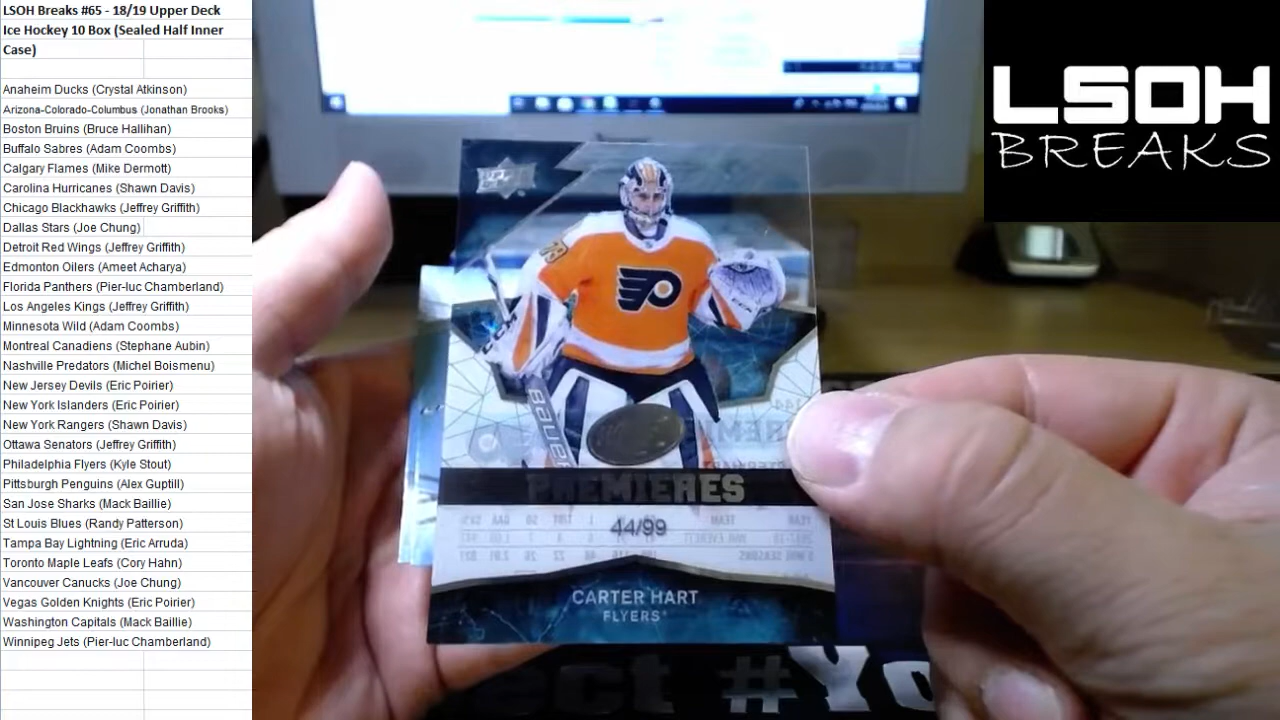 LSOH Breaks #65 - 18/19 Upper Deck
Ice Hockey 10 Box (Sealed Half Inner
Case)
Anaheim Ducks (Crystal Atkinson)
Arizona-Colorado-Columbus (Jonathan Brooks)
Boston Bruins (Bruce Hallihan)
Buffalo Sabres (Adam Coombs)
Calgary Flames (Mike Dermott)
Carolina Hurricanes (Shawn Davis)
Chicago Blackhawks (Jeffrey Griffith)
Dallas Stars (Joe Chung)
Detroit Red Wings (Jeffrey Griffith)
Edmonton Oilers (Ameet Acharya)
Florida Panthers (Pier-luc Chamberland)
Los Angeles Kings (Jeffrey Griffith)
Minnesota Wild (Adam Coombs)
Montreal Canadiens (Stephane Aubin)
Nashville Predators (Michel Boismenu)
New Jersey Devils (Eric Poirier)
New York Islanders (Eric Poirier)
New York Rangers (Shawn Davis)
Ottawa Senators (Jeffrey Griffith)
Philadelphia Flyers (Kyle Stout)
Pittsburgh Penguins (Alex Guptill)
San Jose Sharks (Mack Baillie)
St Louis Blues (Randy Patterson)
Tampa Bay Lightning (Eric Arruda)
Toronto Maple Leafs (Cory Hahn)
Vancouver Canucks (Joe Chung)
Vegas Golden Knights (Eric Poirier)
Washington Capitals (Mack Baillie)
Winnipeg Jets (Pier-luc Chamberland)
LSOH
BREAKS
79
BAUER
PREMIERES
44/99
CARTER HART
FLYERS
ect #Yo